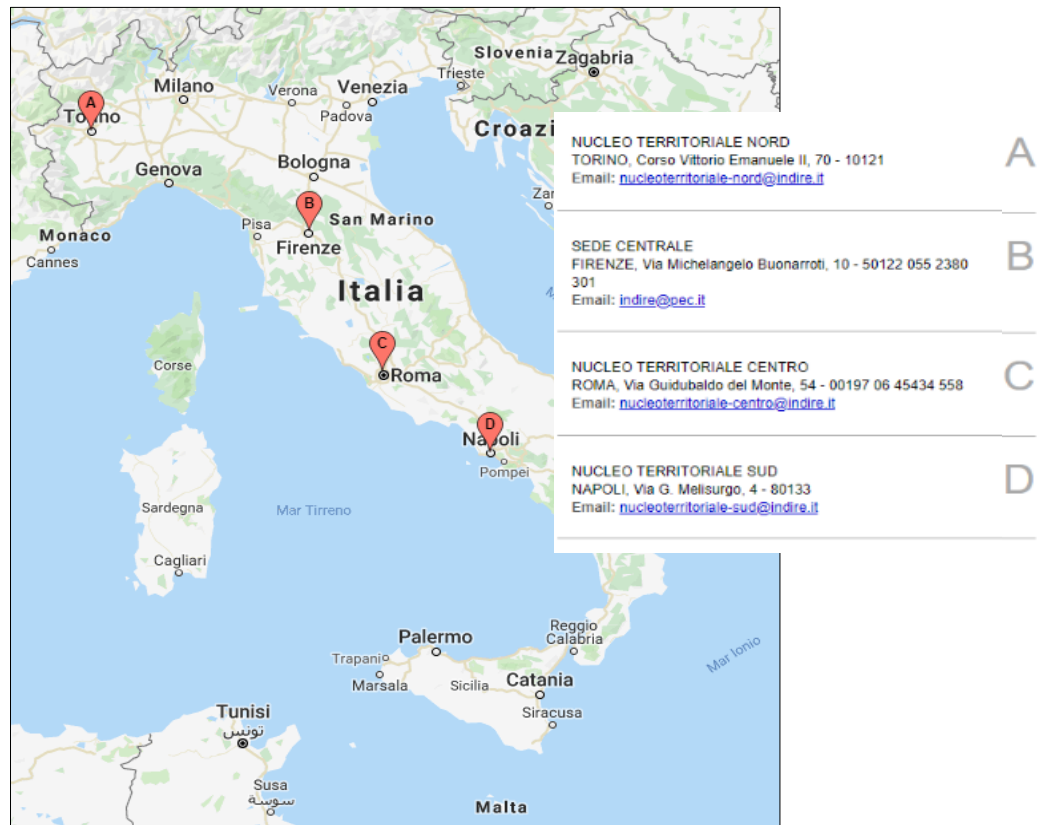 Slovenia
Zagabria
Trieste
Milano
Verona
Venezia
Padova
A
Torino
Croazi
Genova
Bologna
Zar
B
San Marino
Pisa
Monaco
Firenze
Cannes
Italia
C
Corse
Roma
D
Napoli
Pompei
Sardegna
Mar Tirreno
Cagliari
Reggio
Calabria
Palermo
Mar Ionio
Trapani
Marsala
Sicilia
Catania
Siracusa
Tunisi
تونس
Susa
سوسة
Malta
NUCLEO TERRITORIALE NORD
A
TORINO, Corso Vittorio Emanuele II, 70 - 10121
Email: nucleoterritoriale-nord@indire.it
SEDE CENTRALE
B
FIRENZE, Via Michelangelo Buonarroti, 10 - 50122 055 2380
301
Email: indire@pec.it
NUCLEO TERRITORIALE CENTRO
C
ROMA, Via Guidubaldo del Monte, 54 - 00197 06 45434 558
Email: nucleoterritoriale-centro@indire.it
NUCLEO TERRITORIALE SUD
D
NAPOLI, Via G. Melisurgo, 4 - 80133
Email: nucleoterritoriale-sud@indire.it